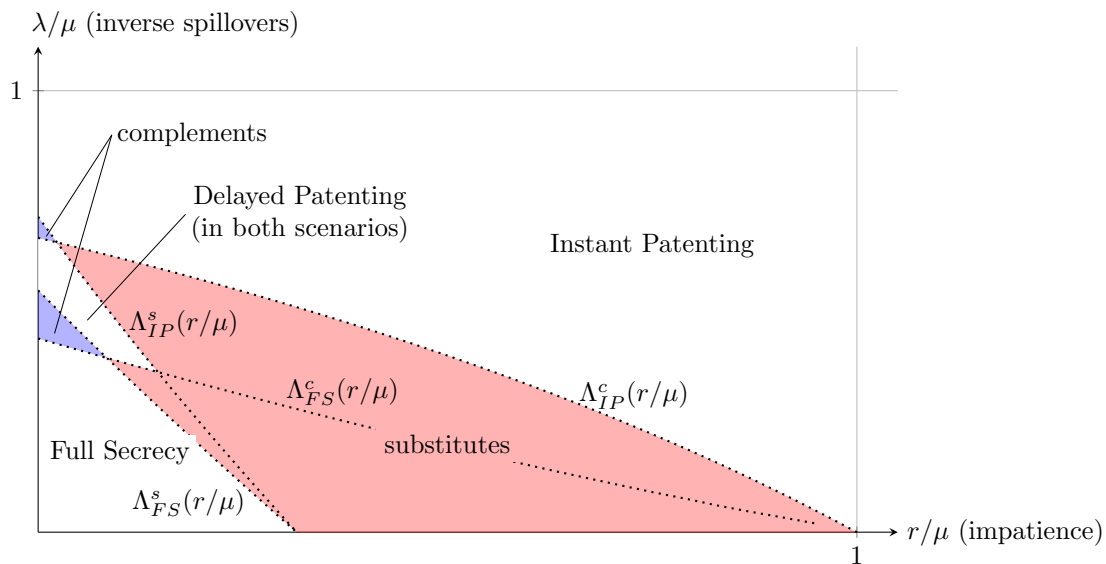 λ/μ (inverse spillovers)
1
complements
Delayed Patenting
(in both scenarios)
Instant Patenting
Λ^s_{IP}(r/μ)
Λ^c_{FS}(r/μ)
Λ^c_{IP}(r/μ)
substitutes
Full Secrecy
Λ^s_{FS}(r/μ)
r/μ (impatience)
1